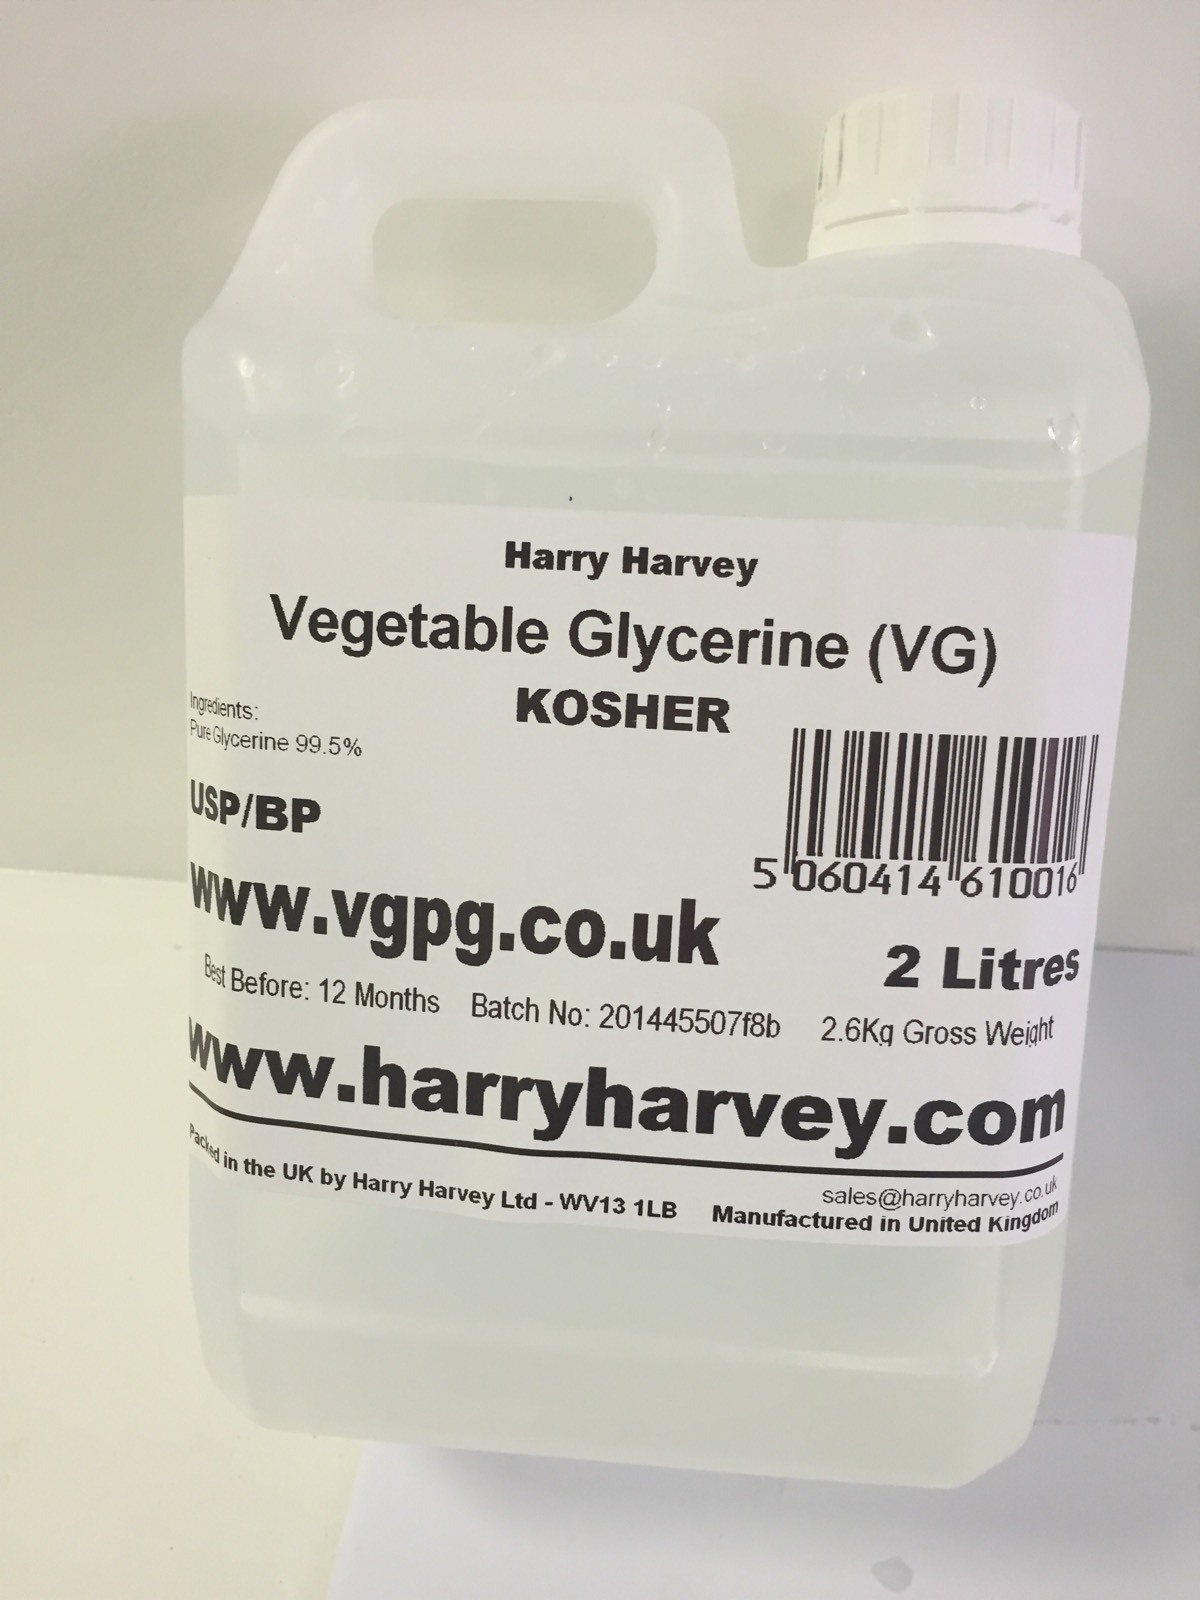 Harry Harvey
Vegetable Glycerine (VG)
KOSHER
Ingredients:
Pure Glycerine 99.5%
USP/BP
5 060414 610016
www.vgpg.co.uk
2 Litres
Best Before: 12 Months Batch No: 201445507f8b 2.6Kg Gross Weight
www.harryharvey.com
Packed in the UK by Harry Harvey Ltd - WV13 1LB
sales@harryharvey.co.uk
Manufactured in United Kingdom